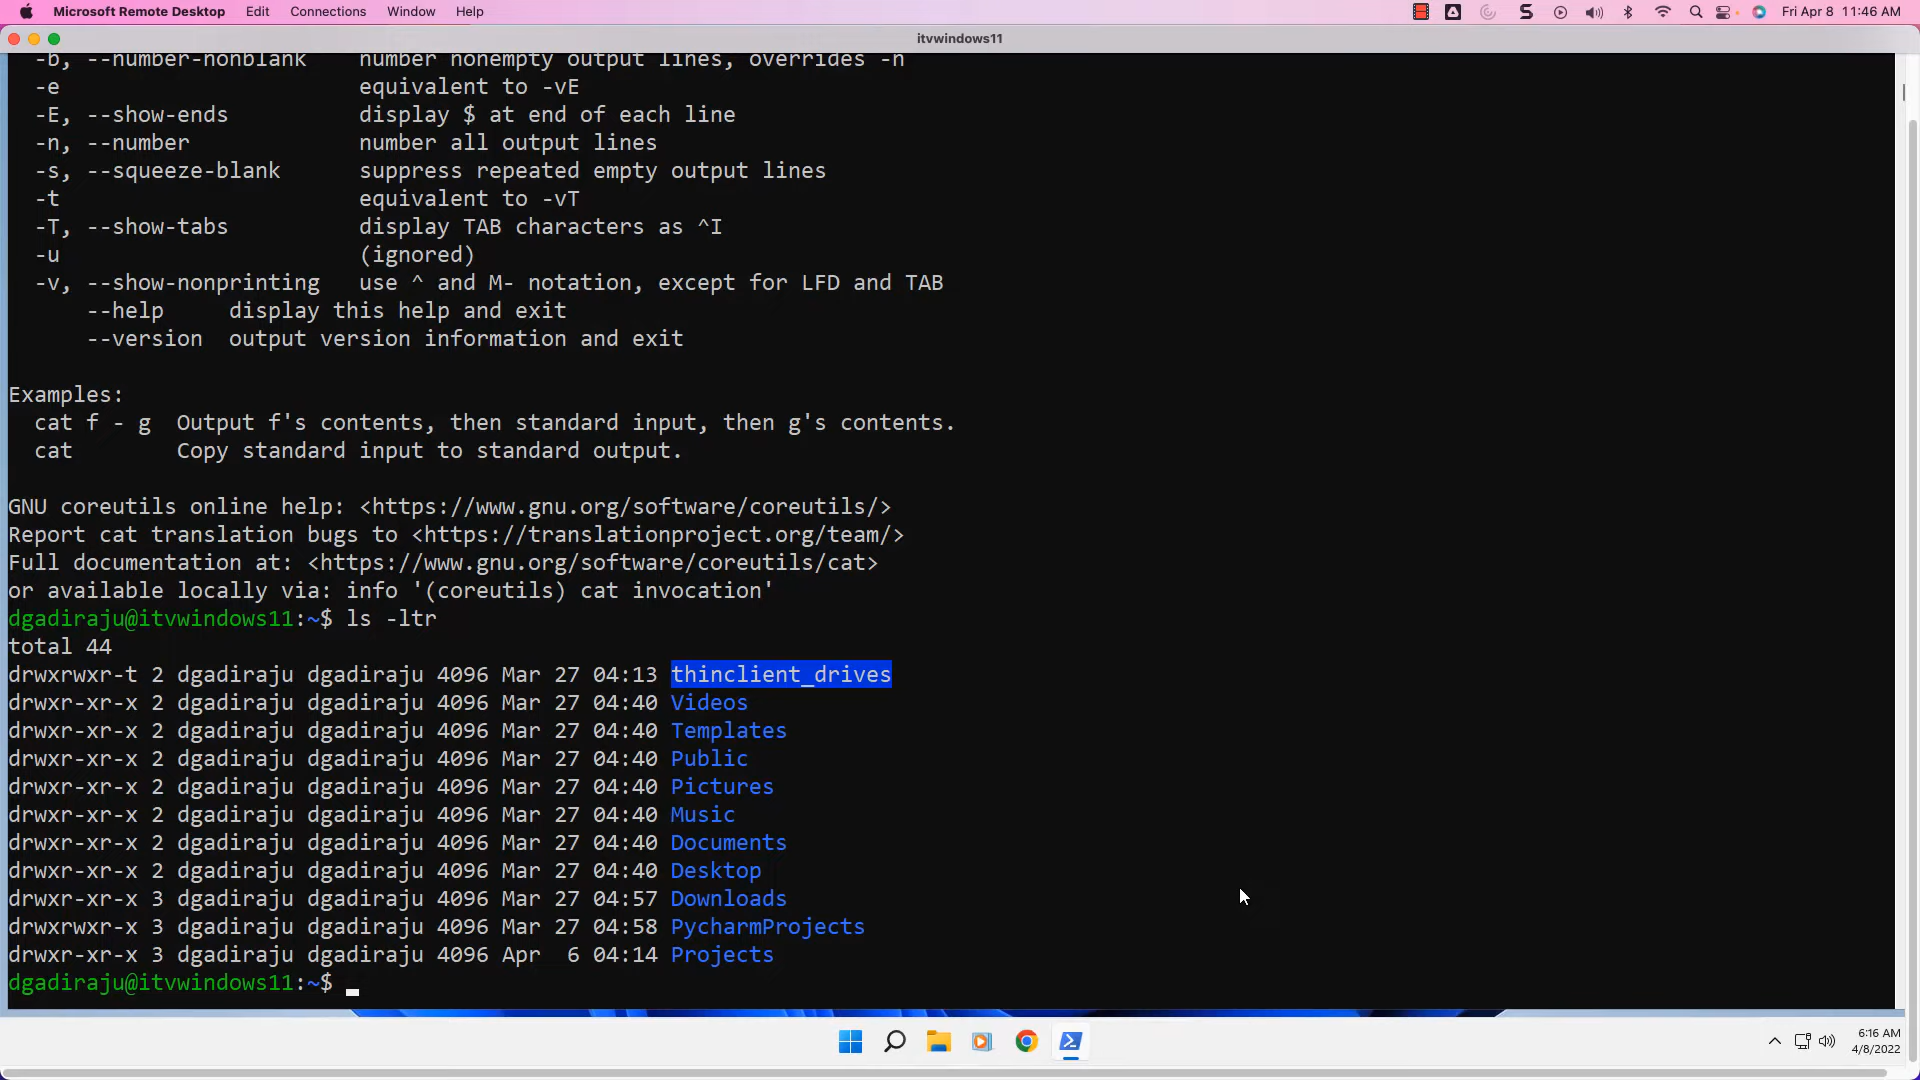 Microsoft Remote Desktop Edit Connections Window Help Fri Apr 8 11:46 AM
itvwindows11
-b, --number-nonblank number nonempty output lines, overrides -n
-e equivalent to -vE
-E, --show-ends display $ at end of each line
-n, --number number all output lines
-s, --squeeze-blank suppress repeated empty output lines
-t equivalent to -vT
-T, --show-tabs display TAB characters as ^I
-u (ignored)
-v, --show-nonprinting use ^ and M- notation, except for LFD and TAB
--help display this help and exit
--version output version information and exit
Examples:
cat f - g Output f's contents, then standard input, then g's contents.
cat Copy standard input to standard output.
GNU coreutils online help: <https://www.gnu.org/software/coreutils/>
Report cat translation bugs to <https://translationproject.org/team/>
Full documentation at: <https://www.gnu.org/software/coreutils/cat>
or available locally via: info '(coreutils) cat invocation'
dgadiraju@itvwindows11:~$ ls -ltr
total 44
drwxrwxr-t 2 dgadiraju dgadiraju 4096 Mar 27 04:13 thinclient_drives
drwxr-xr-x 2 dgadiraju dgadiraju 4096 Mar 27 04:40 Videos
drwxr-xr-x 2 dgadiraju dgadiraju 4096 Mar 27 04:40 Templates
drwxr-xr-x 2 dgadiraju dgadiraju 4096 Mar 27 04:40 Public
drwxr-xr-x 2 dgadiraju dgadiraju 4096 Mar 27 04:40 Pictures
drwxr-xr-x 2 dgadiraju dgadiraju 4096 Mar 27 04:40 Music
drwxr-xr-x 2 dgadiraju dgadiraju 4096 Mar 27 04:40 Documents
drwxr-xr-x 2 dgadiraju dgadiraju 4096 Mar 27 04:40 Desktop
drwxr-xr-x 3 dgadiraju dgadiraju 4096 Mar 27 04:57 Downloads
drwxrwxr-x 3 dgadiraju dgadiraju 4096 Mar 27 04:58 PycharmProjects
drwxr-xr-x 3 dgadiraju dgadiraju 4096 Apr 6 04:14 Projects
dgadiraju@itvwindows11:~$
6:16 AM
4/8/2022